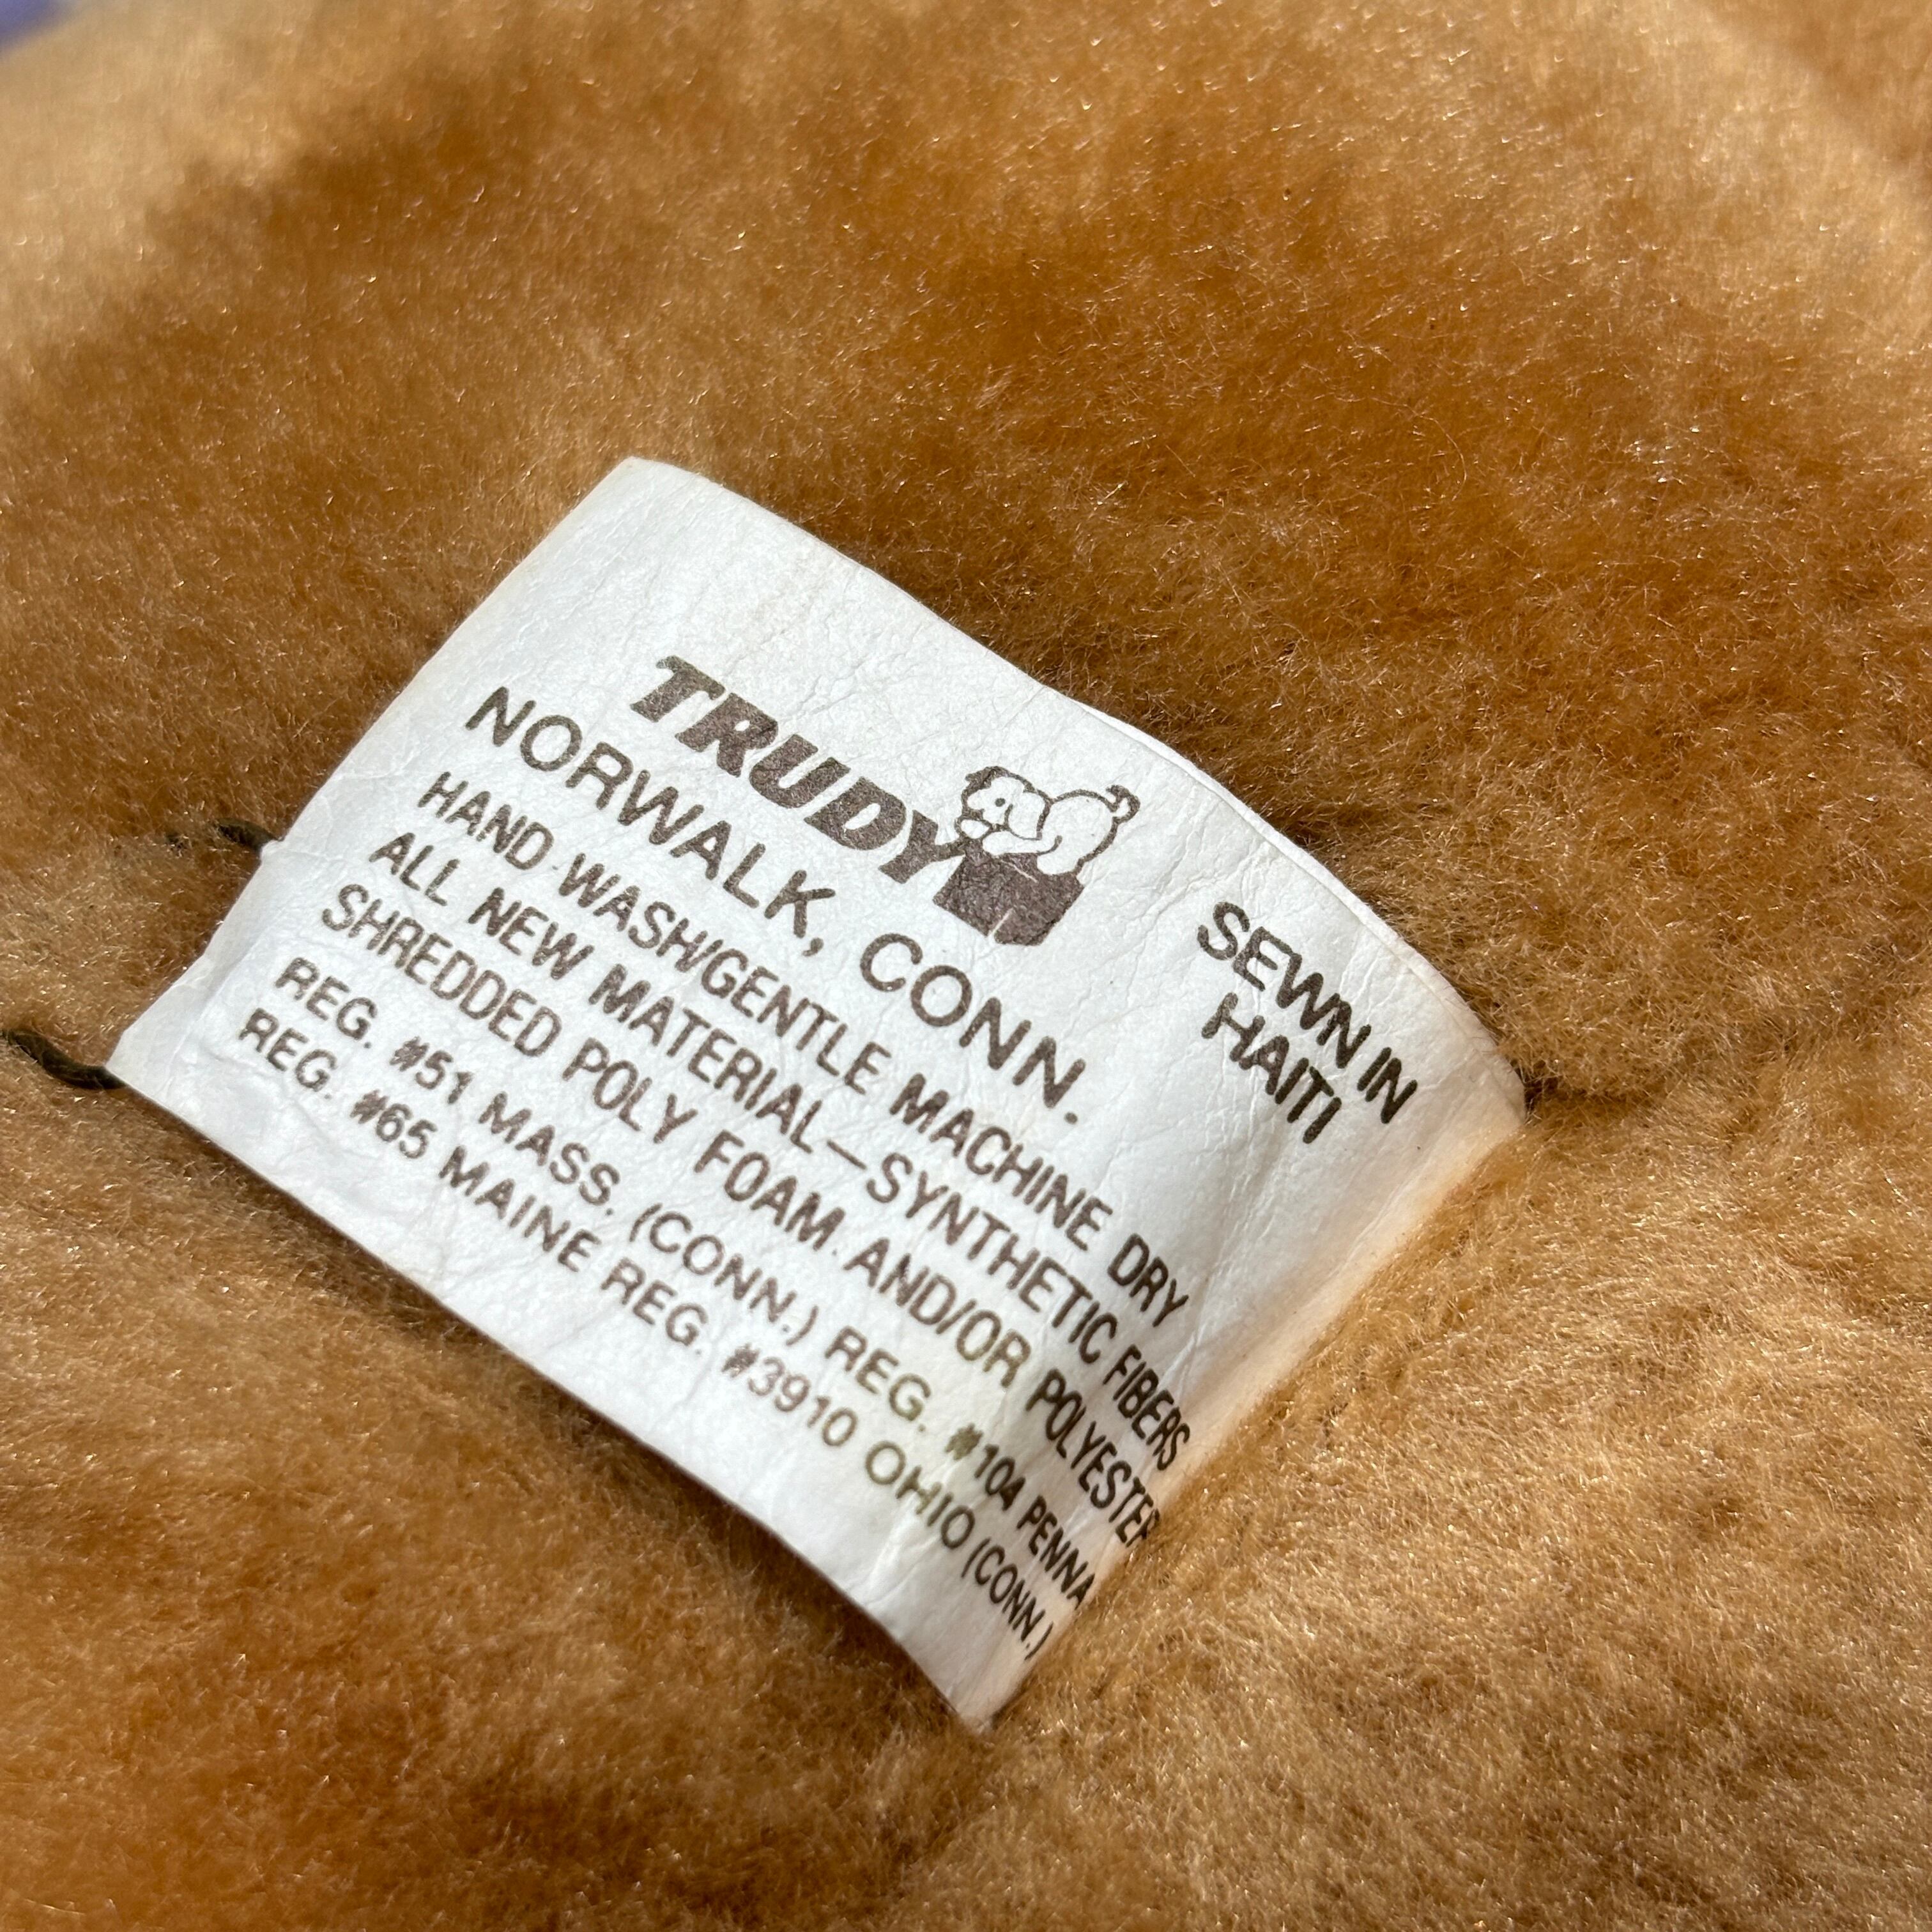 TRUDY
NORWALK, CONN.
HAND WASH/GENTLE MACHINE DRY
ALL NEW MATERIAL—SYNTHETIC FIBERS
SHREDDED POLY FOAM AND/OR POLYESTER
REG. #51 MASS. (CONN.) REG. #104 PENNA
REG. #65 MAINE REG. #3910 OHIO (CONN.)
SEWN IN
HAITI